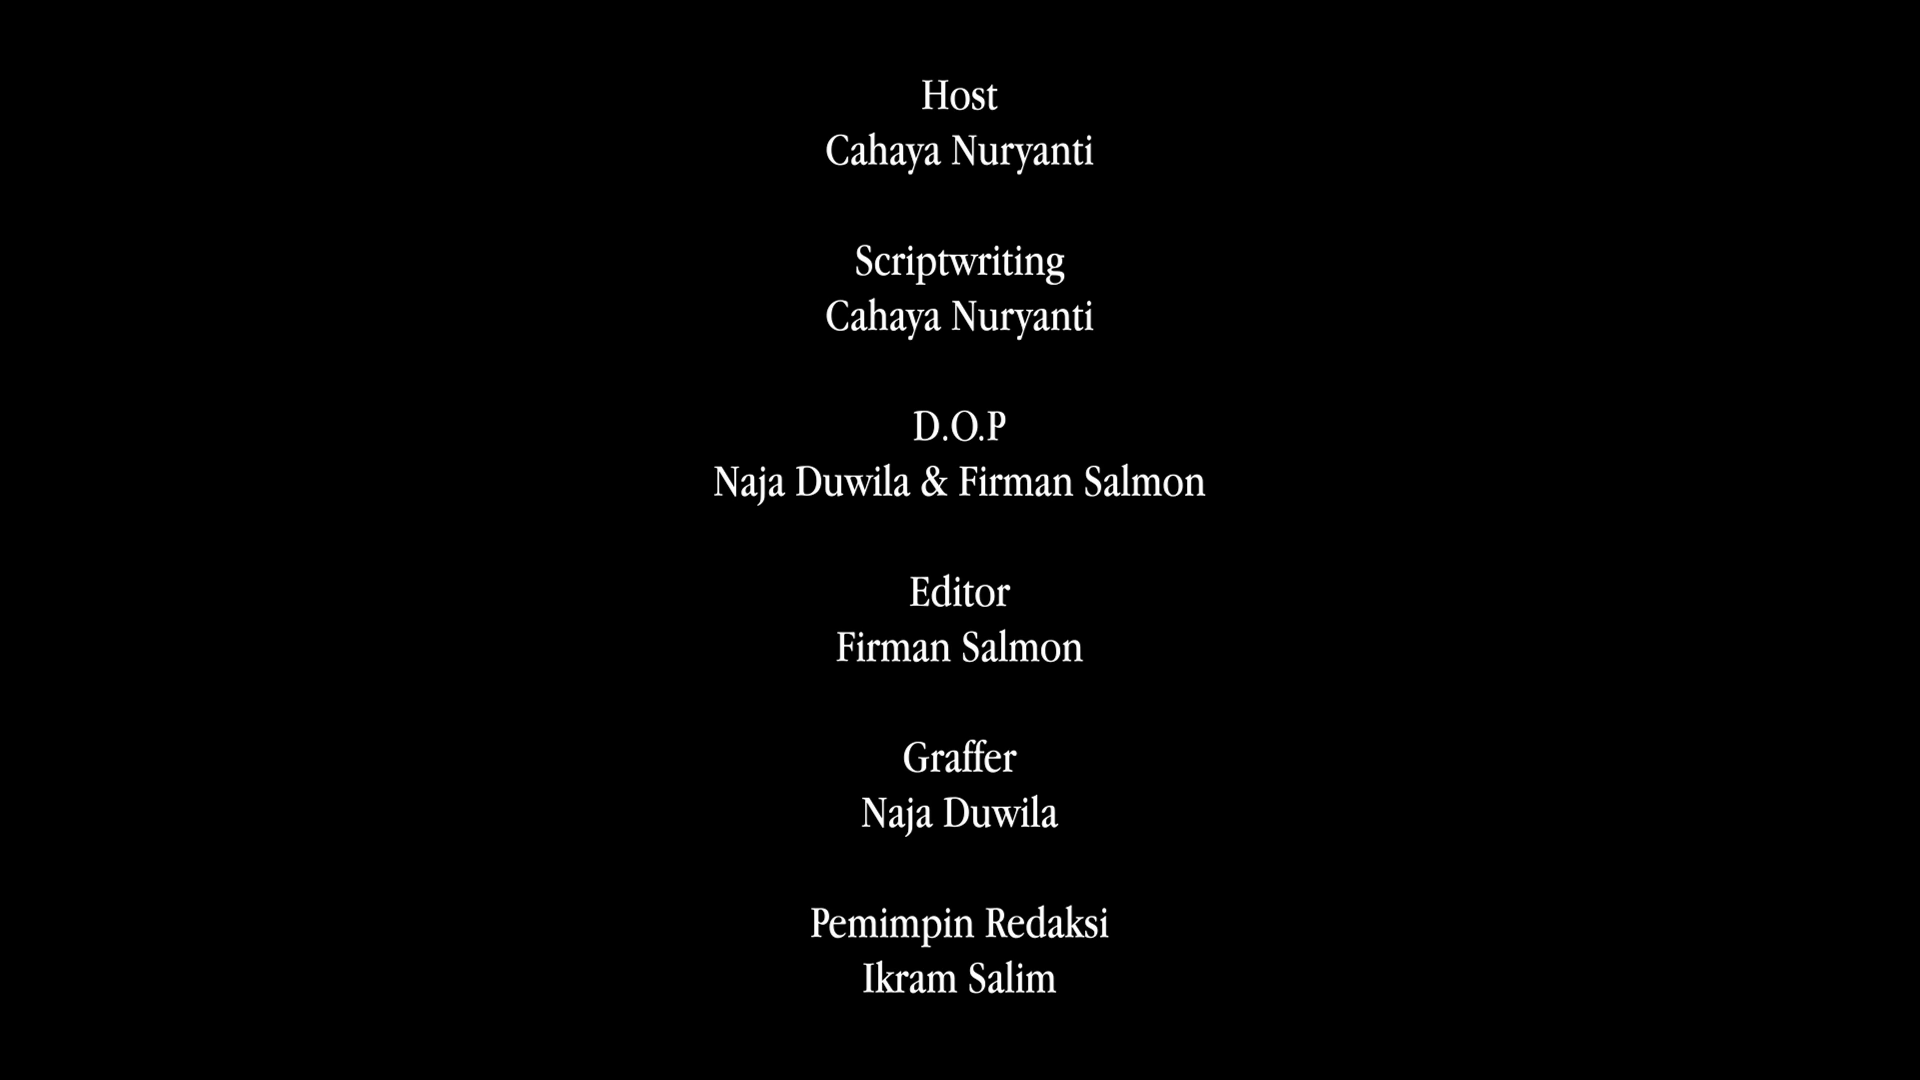 Host
Cahaya Nuryanti
Scriptwriting
Cahaya Nuryanti
D.O.P
Naja Duwila & Firman Salmon
Editor
Firman Salmon
Graffer
Naja Duwila
Pemimpin Redaksi
Ikram Salim